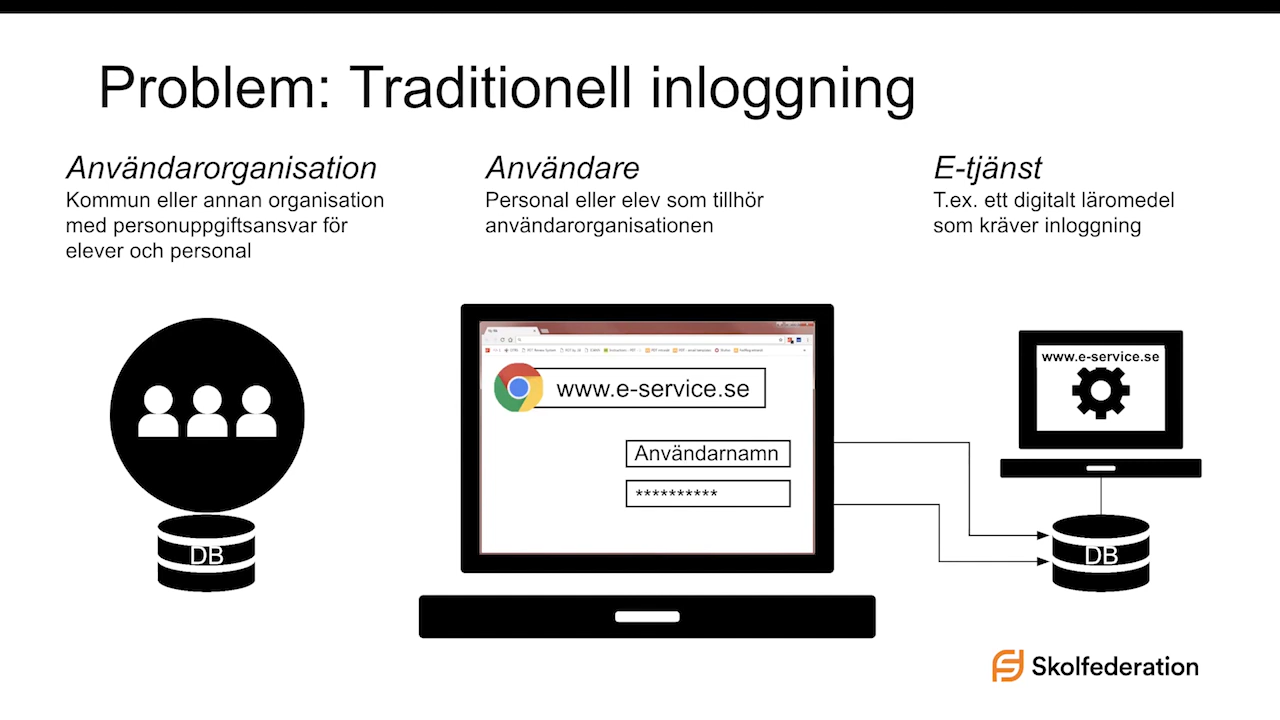 Problem: Traditionell inloggning
Användarorganisation
Kommun eller annan organisation
med personuppgiftsansvar för
elever och personal
Användare
Personal eller elev som tillhör
användarorganisationen
E-tjänst
T.ex. ett digitalt läromedel
som kräver inloggning
www.e-service.se
Användarnamn
**********
www.e-service.se
DB
DB
Skolfederation